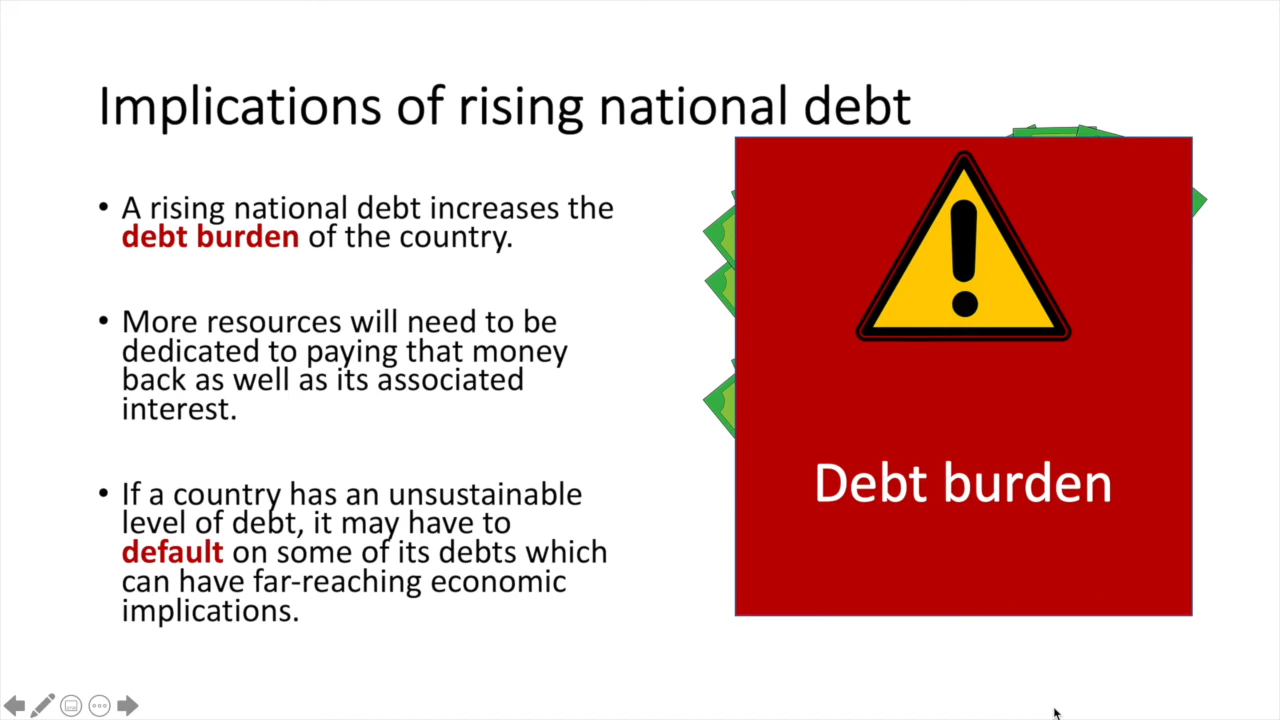 Implications of rising national debt
• A rising national debt increases the
debt burden of the country.
• More resources will need to be
dedicated to paying that money
back as well as its associated
interest.
• If a country has an unsustainable
level of debt, it may have to
default on some of its debts which
can have far-reaching economic
implications.
Debt burden